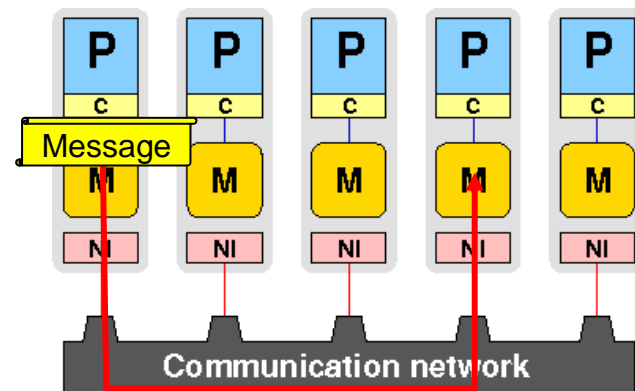 P P P P P
C C C C C
Message
M M M M M
NI NI NI NI NI
Communication network